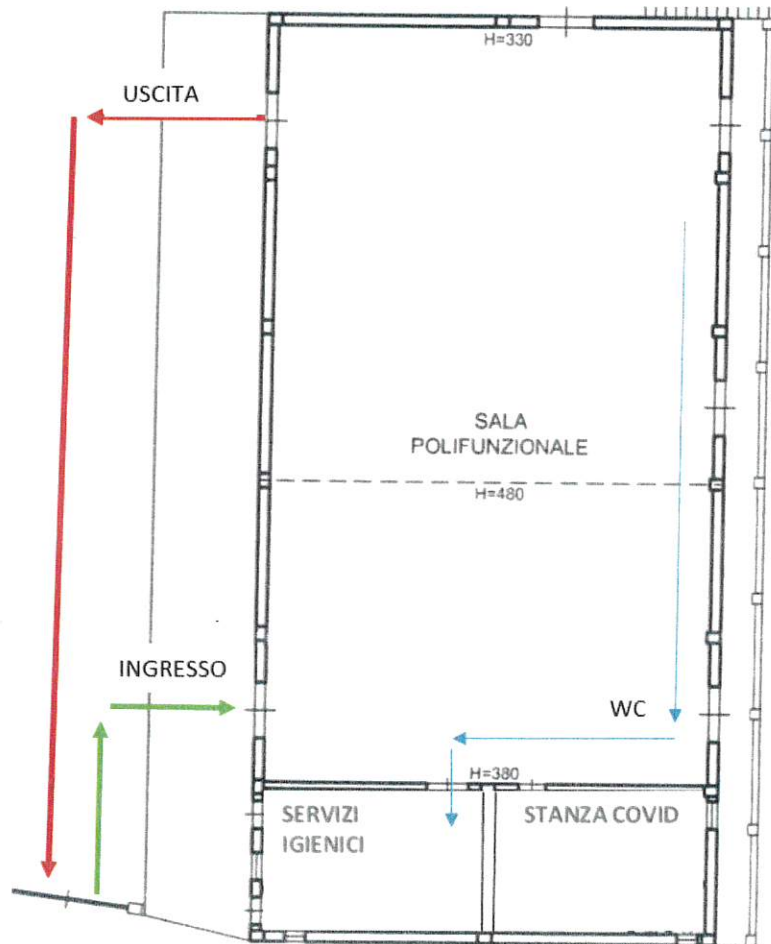 H=330
USCITA
SALA
POLIFUNZIONALE
H=480
INGRESSO
WC
H=380
SERVIZI
IGIENICI
STANZA COVID